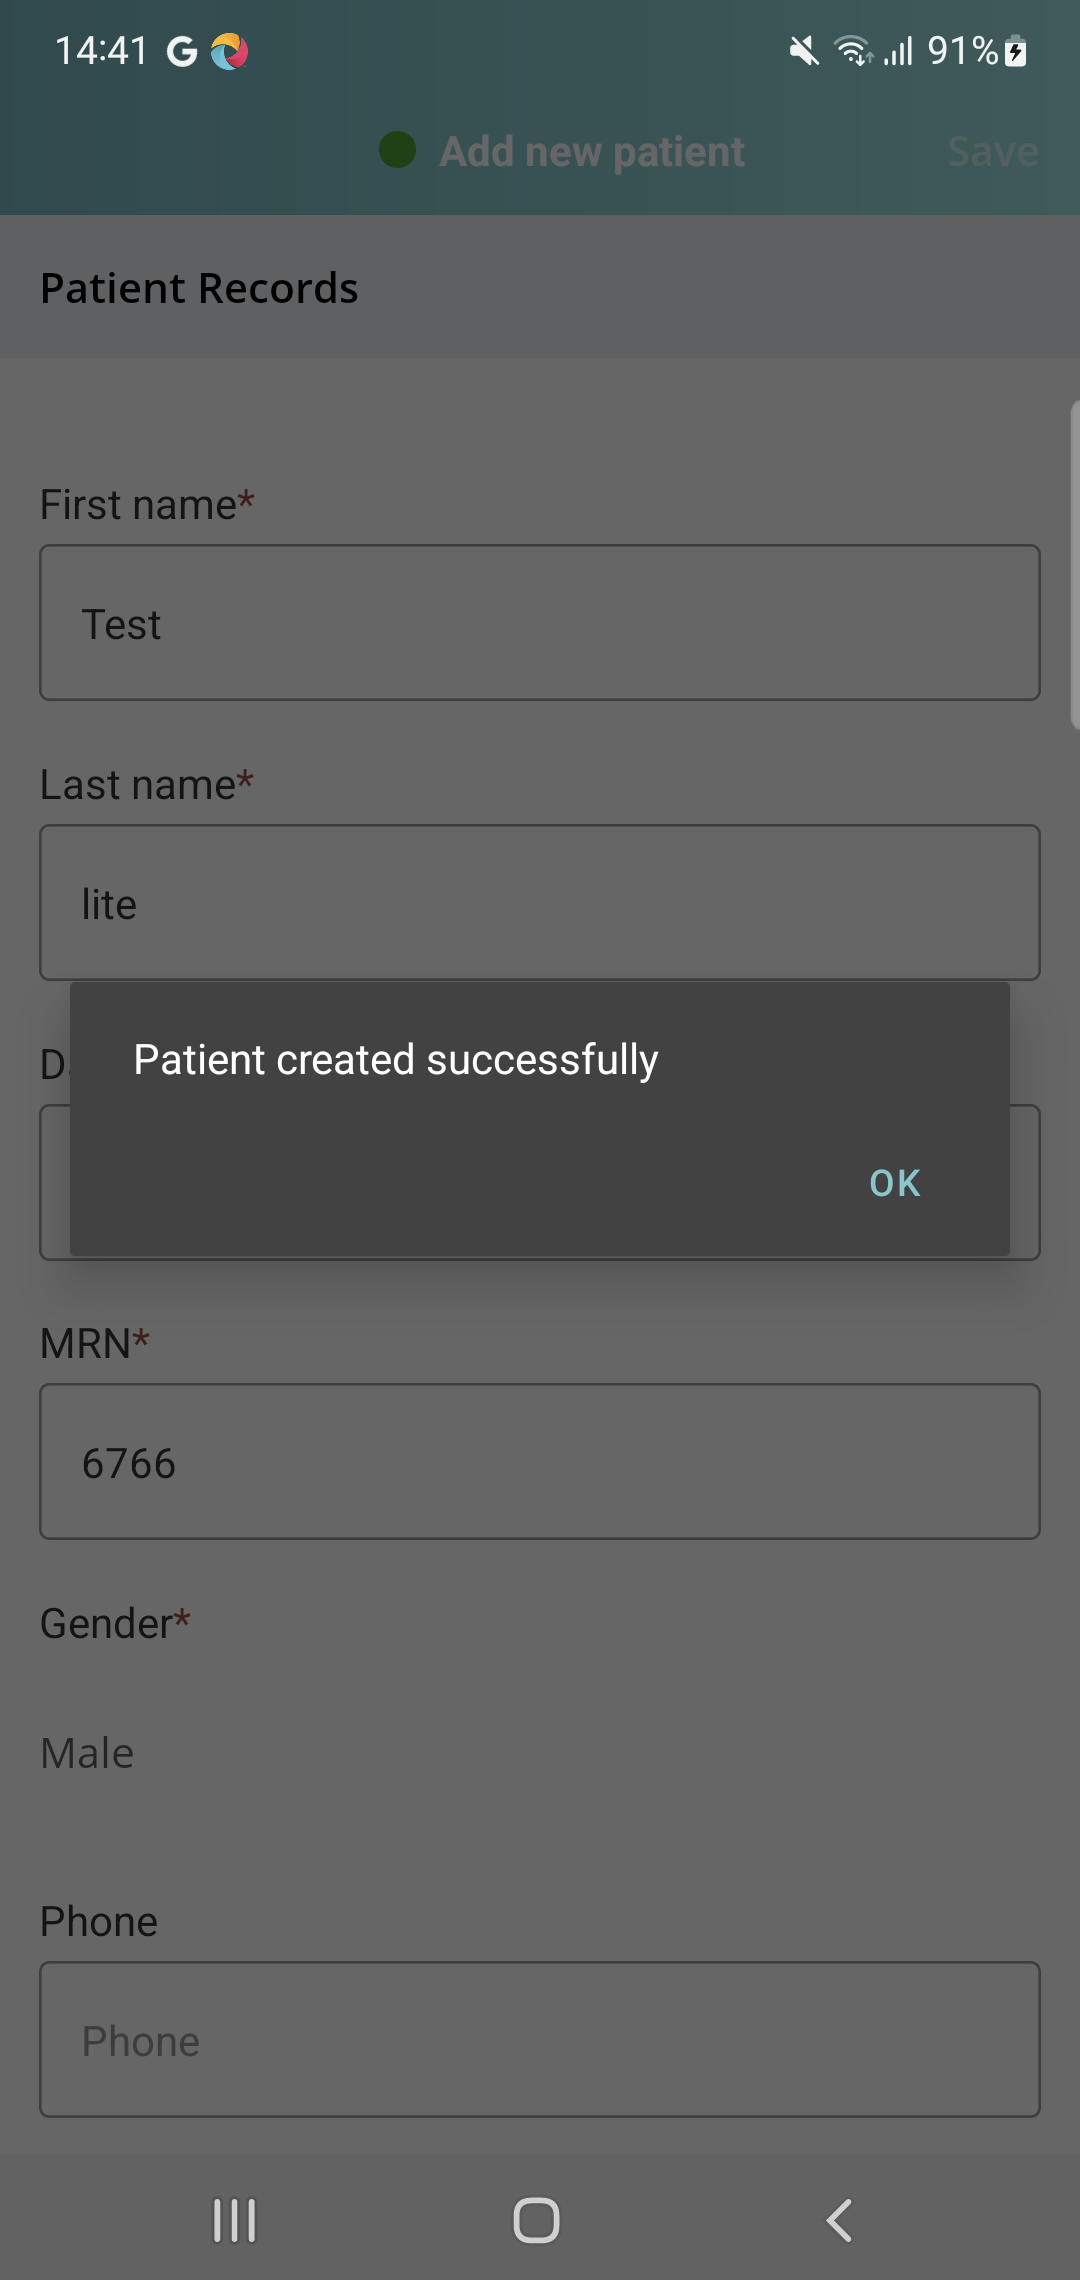 14:41 G 91%
Add new patient Save
Patient Records
First name*
Test
Last name*
lite
Patient created successfully
OK
MRN*
6766
Gender*
Male
Phone
Phone